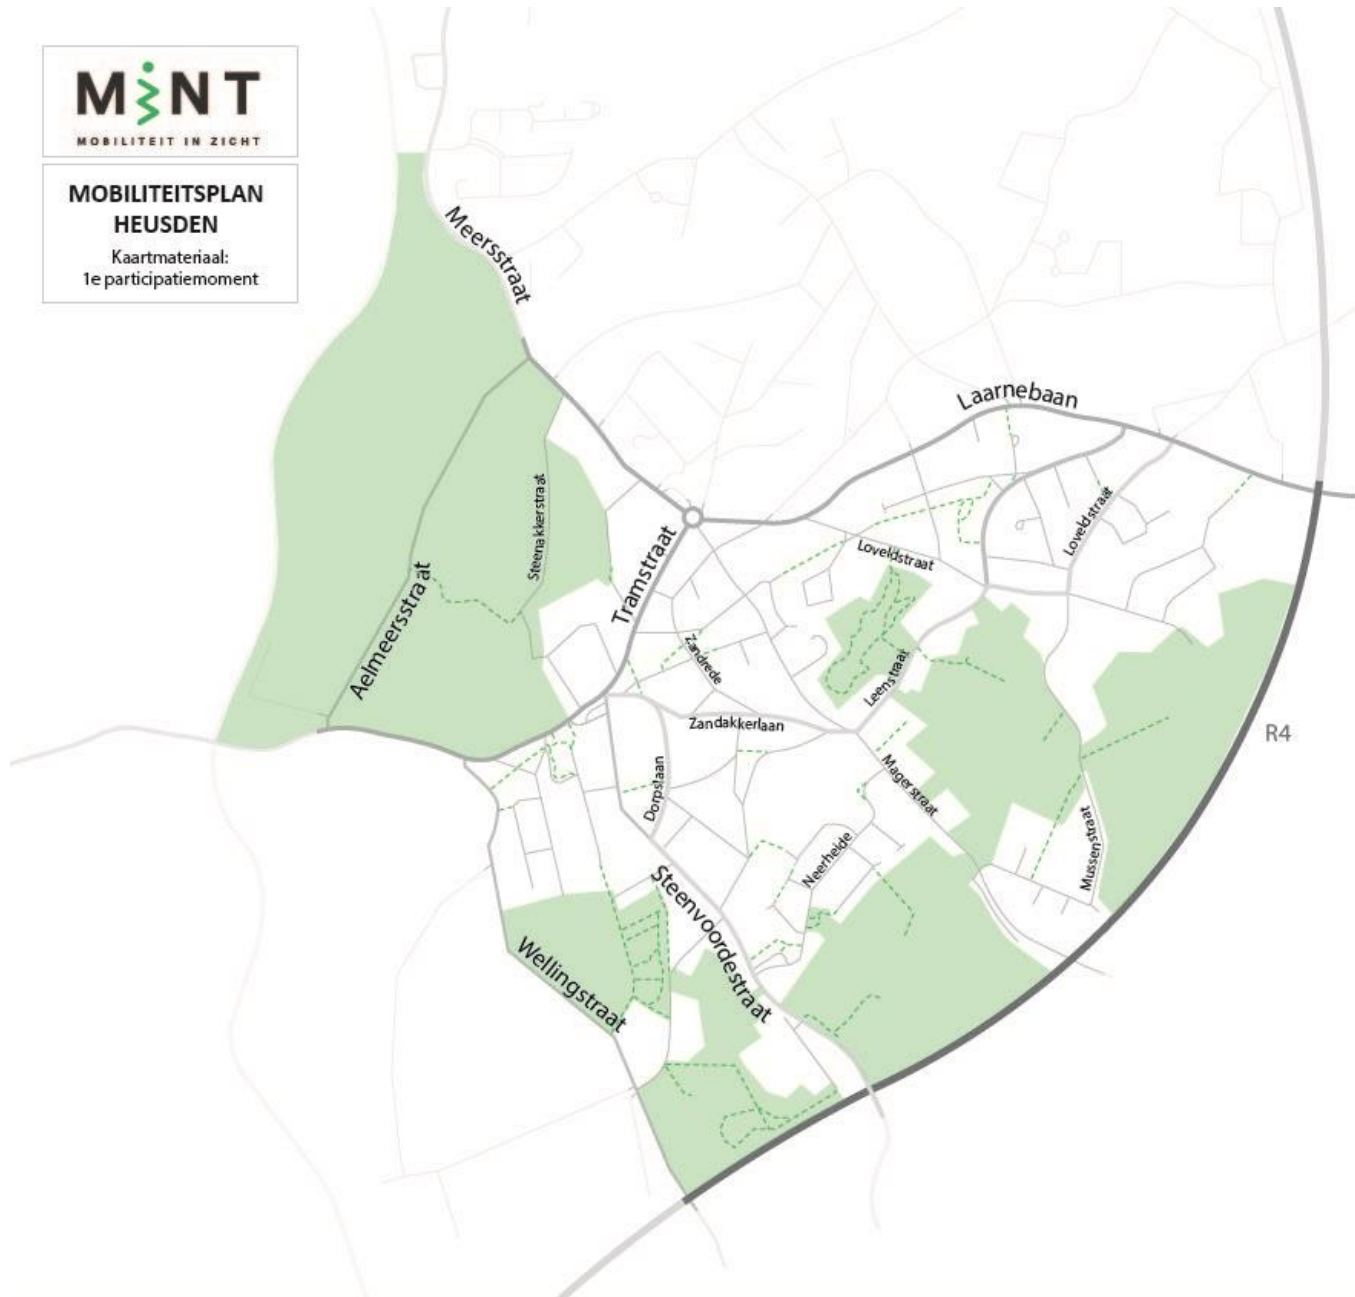 MINT
MOBILITEIT IN ZICHT
MOBILITEITSPLAN
HEUSDEN
Kaartmateriaal:
1e participatiemoment
Meersstraat
Laarnebaan
Steenakkerstraat
Loveldstraat
Tramstraat
Loveldstraat
Aelmeersstraat
Zandrede
Leenstraat
Zandakkerlaan
R4
Dorpslaan
Magerstraat
Mussenstraat
Neerheide
Steenvoordestraat
Wellingstraat